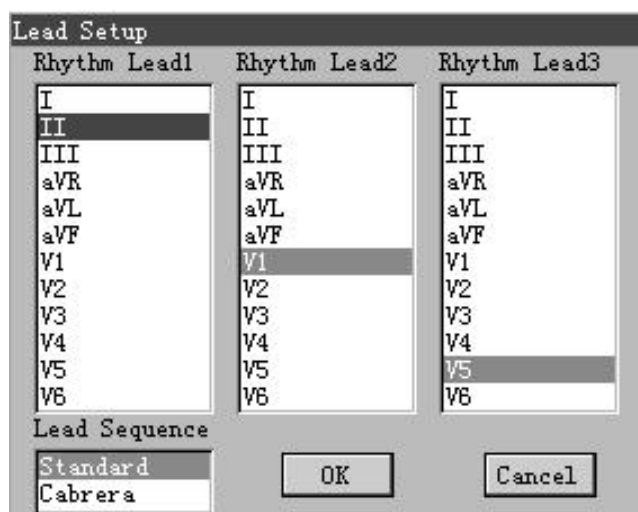 Lead Setup
Rhythm Lead1 Rhythm Lead2 Rhythm Lead3
I I I
II II II
III III III
aVR aVR aVR
aVL aVL aVL
aVF aVF aVF
V1 V1 V1
V2 V2 V2
V3 V3 V3
V4 V4 V4
V5 V5 V5
V6 V6 V6
Lead Sequence
Standard
Cabrera
OK Cancel